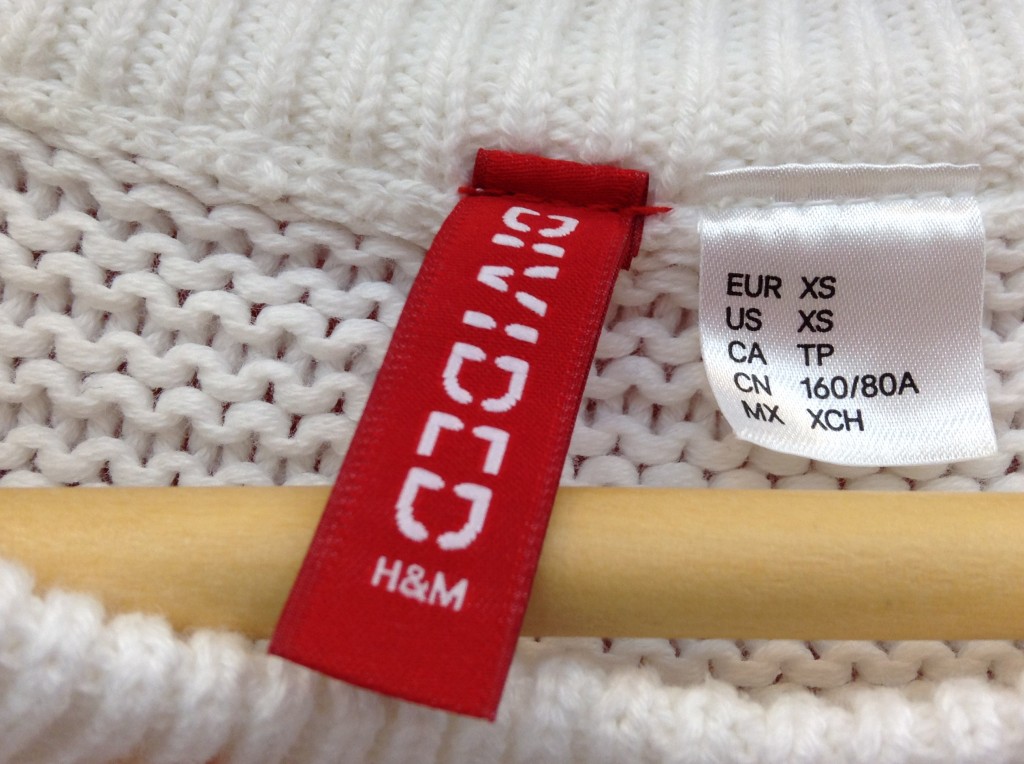 DIVIDED
H&M
EUR XS
US XS
CA TP
CN 160/80A
MX XCH